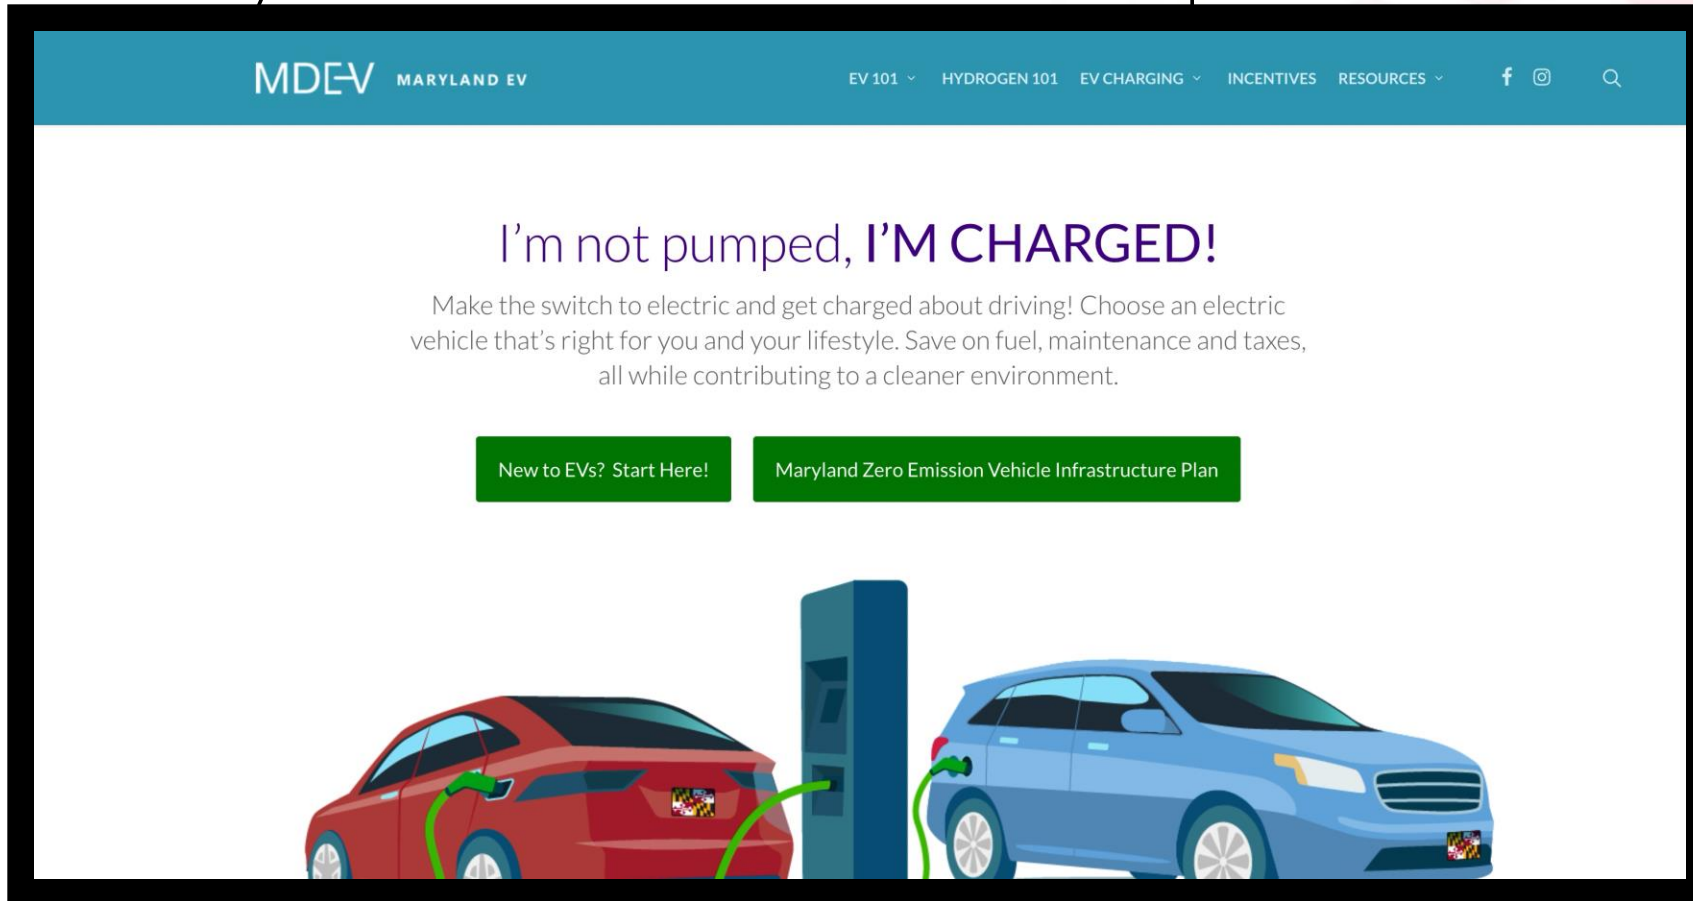 MDEV MARYLAND EV
EV 101 HYDROGEN 101 EV CHARGING INCENTIVES RESOURCES
I'm not pumped, I'M CHARGED!
Make the switch to electric and get charged about driving! Choose an electric
vehicle that's right for you and your lifestyle. Save on fuel, maintenance and taxes,
all while contributing to a cleaner environment.
New to EVs? Start Here!
Maryland Zero Emission Vehicle Infrastructure Plan